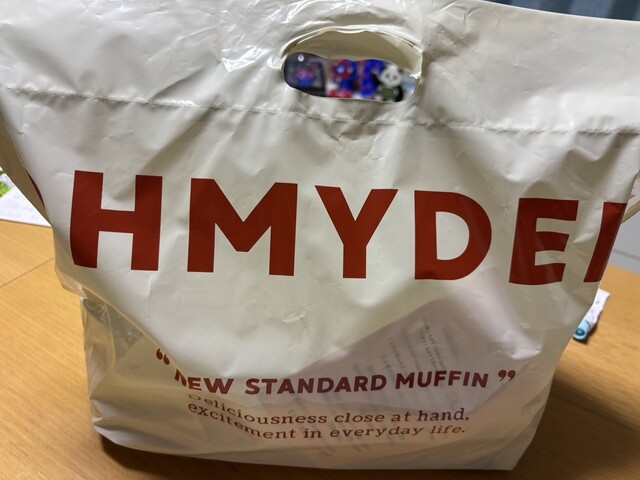 HMYDE
" NEW STANDARD MUFFIN "
Deliciousness close at hand,
excitement in everyday life.